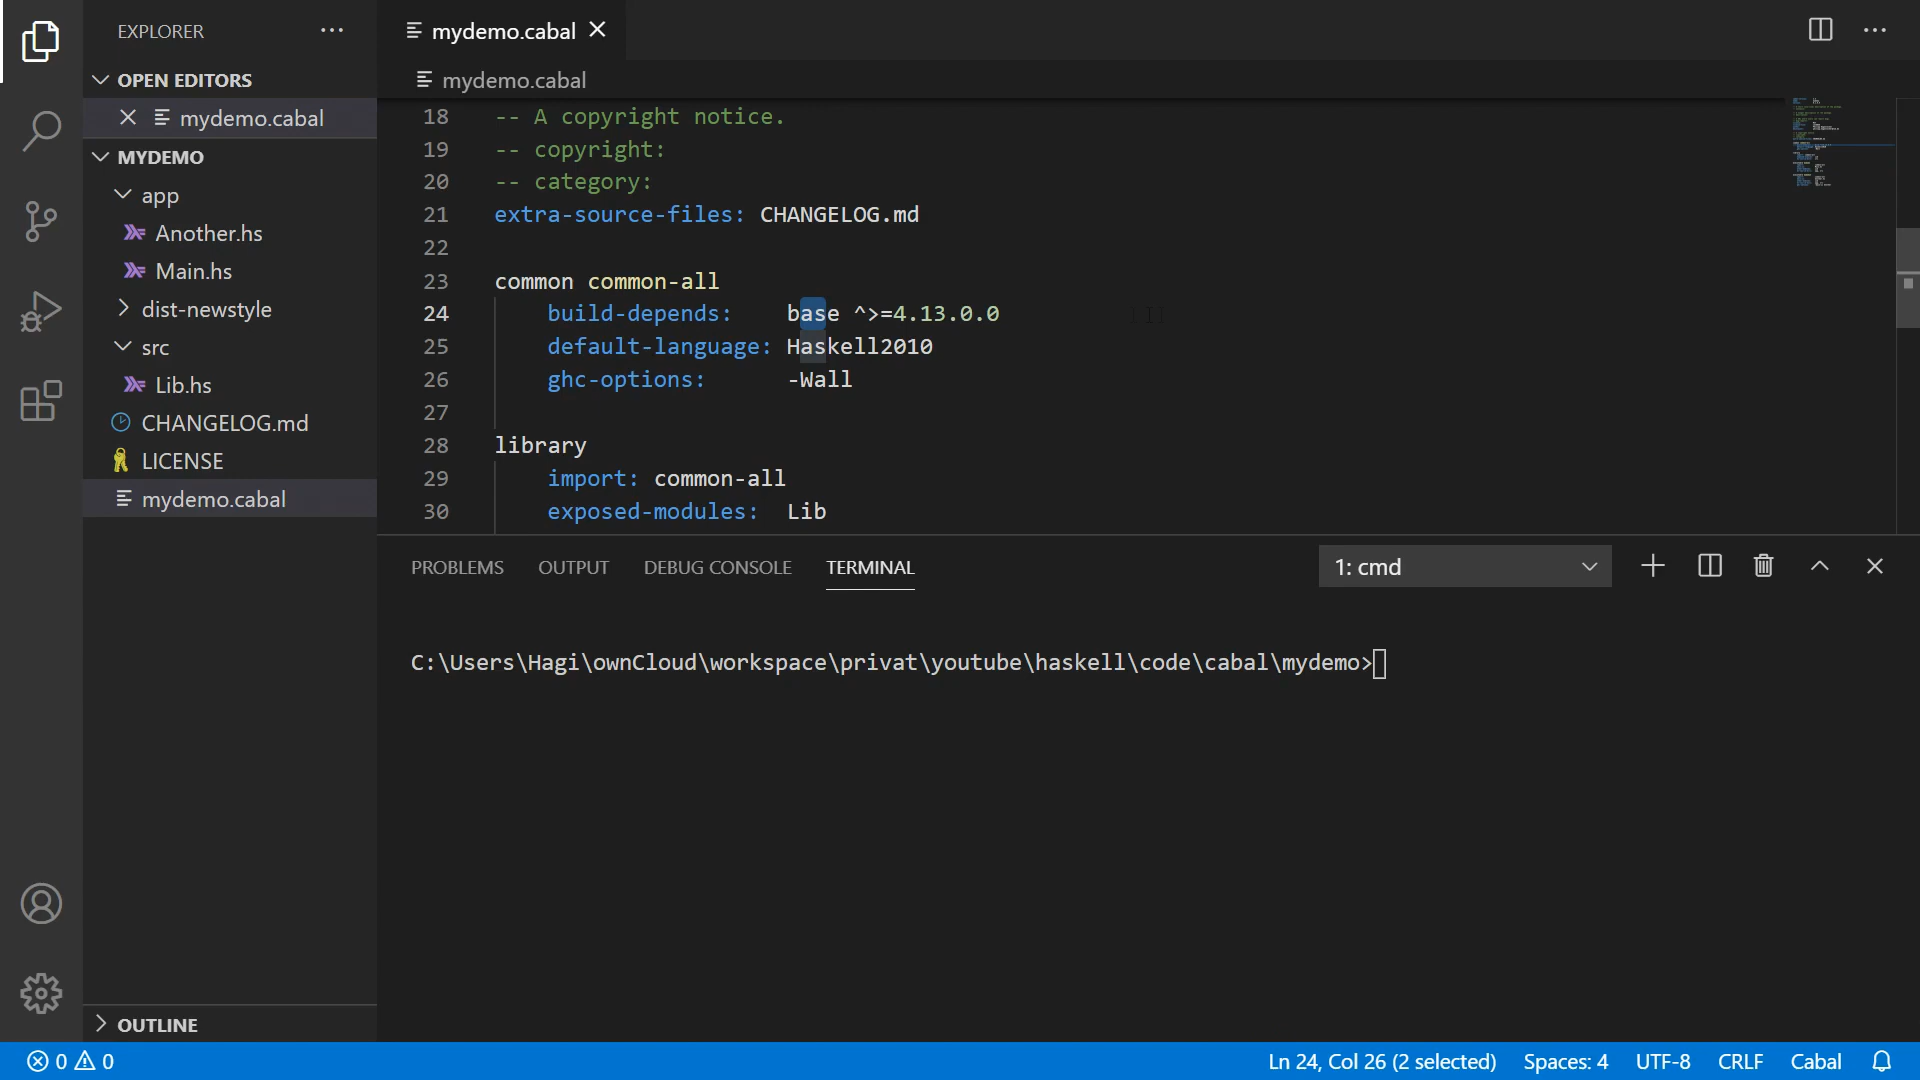 EXPLORER
OPEN EDITORS
mydemo.cabal
MYDEMO
app
Another.hs
Main.hs
dist-newstyle
src
Lib.hs
CHANGELOG.md
LICENSE
mydemo.cabal
OUTLINE
mydemo.cabal
mydemo.cabal
18 -- A copyright notice.
19 -- copyright:
20 -- category:
21 extra-source-files: CHANGELOG.md
22
23 common common-all
24 build-depends: base ^>=4.13.0.0
25 default-language: Haskell2010
26 ghc-options: -Wall
27
28 library
29 import: common-all
30 exposed-modules: Lib
PROBLEMS OUTPUT DEBUG CONSOLE TERMINAL 1: cmd
C:\Users\Hagi\ownCloud\workspace\privat\youtube\haskell\code\cabal\mydemo>
0 0 Ln 24, Col 26 (2 selected) Spaces: 4 UTF-8 CRLF Cabal